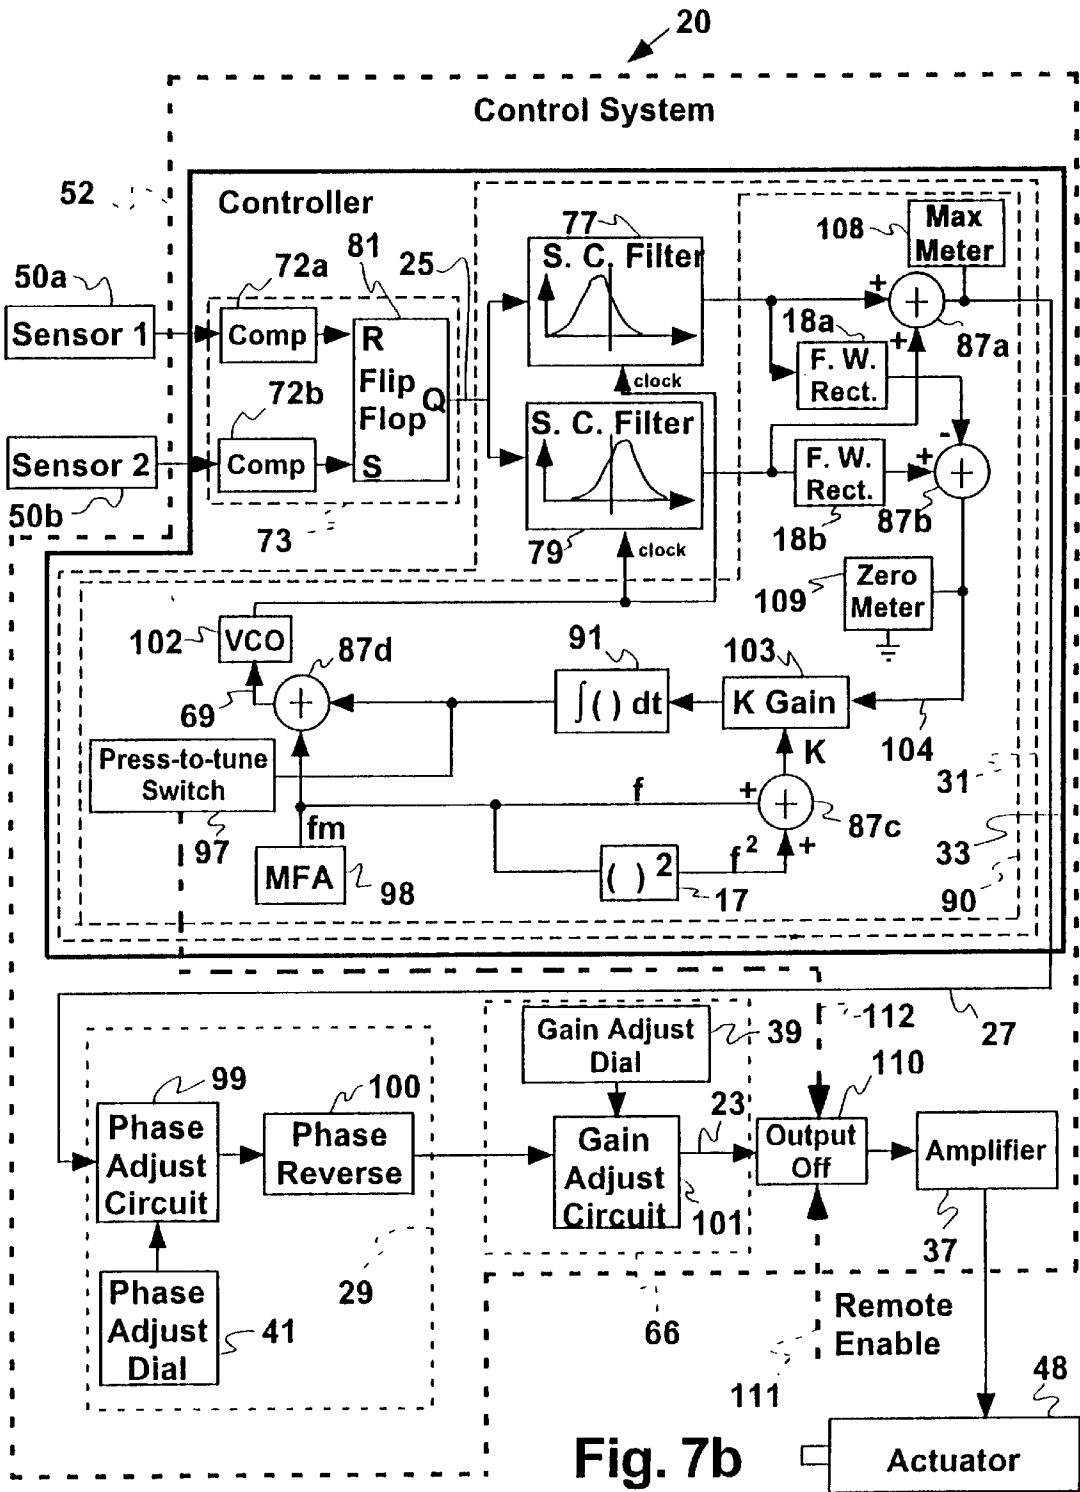 20
Control System
52
Controller
77
108
Max
Meter
50a
72a
81
25
S. C. Filter
+
+
Sensor 1
Comp
R
18a
+
87a
F. W.
Rect.
clock
72b
Flip
Flop
Q
S. C. Filter
-
Sensor 2
Comp
S
F. W.
Rect.
+
+
50b
73
79
clock
18b
87b
109
Zero
Meter
102
VCO
87d
91
103
69
∫( ) dt
K Gain
104
Press-to-tune
Switch
K
31
f
+
+
87c
97
fm
MFA
98
( ) 2
f 2
+
17
33
90
112
27
99
100
Gain Adjust
Dial
39
110
23
Phase
Adjust
Circuit
Phase
Reverse
Gain
Adjust
Circuit
Output
Off
Amplifier
101
37
Phase
Adjust
Dial
41
29
66
Remote
Enable
111
48
Fig. 7b
Actuator